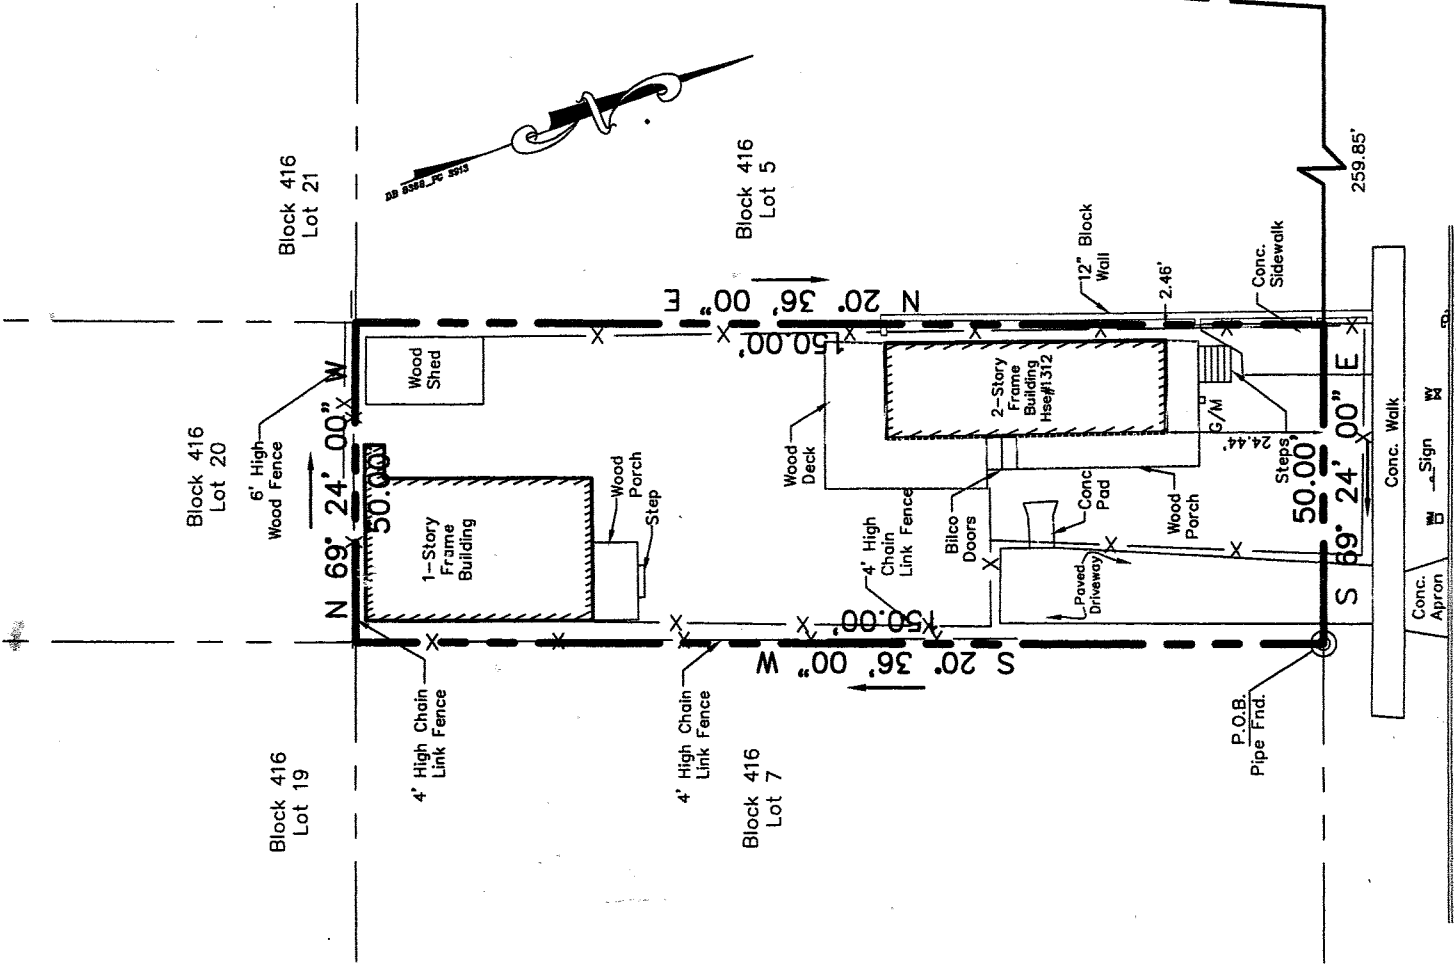 Block 416
Lot 19
Block 416
Lot 20
Block 416
Lot 21
6' High
Wood Fence
N 69° 24' 00" W
50.00'
1-Story
Frame
Building
Wood
Porch
Step
Wood
Shed
4' High Chain
Link Fence
4' High Chain
Link Fence
Block 416
Lot 7
Block 416
Lot 5
N 20° 36' 00" E
150.00'
S 20° 36' 00" W
150.00'
Wood
Deck
4' High
Chain
Link Fence
Bilco
Doors
2-Story
Frame
Building
Hse#1312
12" Block
Wall
2.46'
Conc.
Sidewalk
G/M
24.44'
Steps
Conc
Pad
Wood
Porch
Paved
Driveway
P.O.B.
Pipe Fnd.
50.00'
S 69° 24' 00" E
259.85'
Conc. Walk
Conc.
Apron
Sign